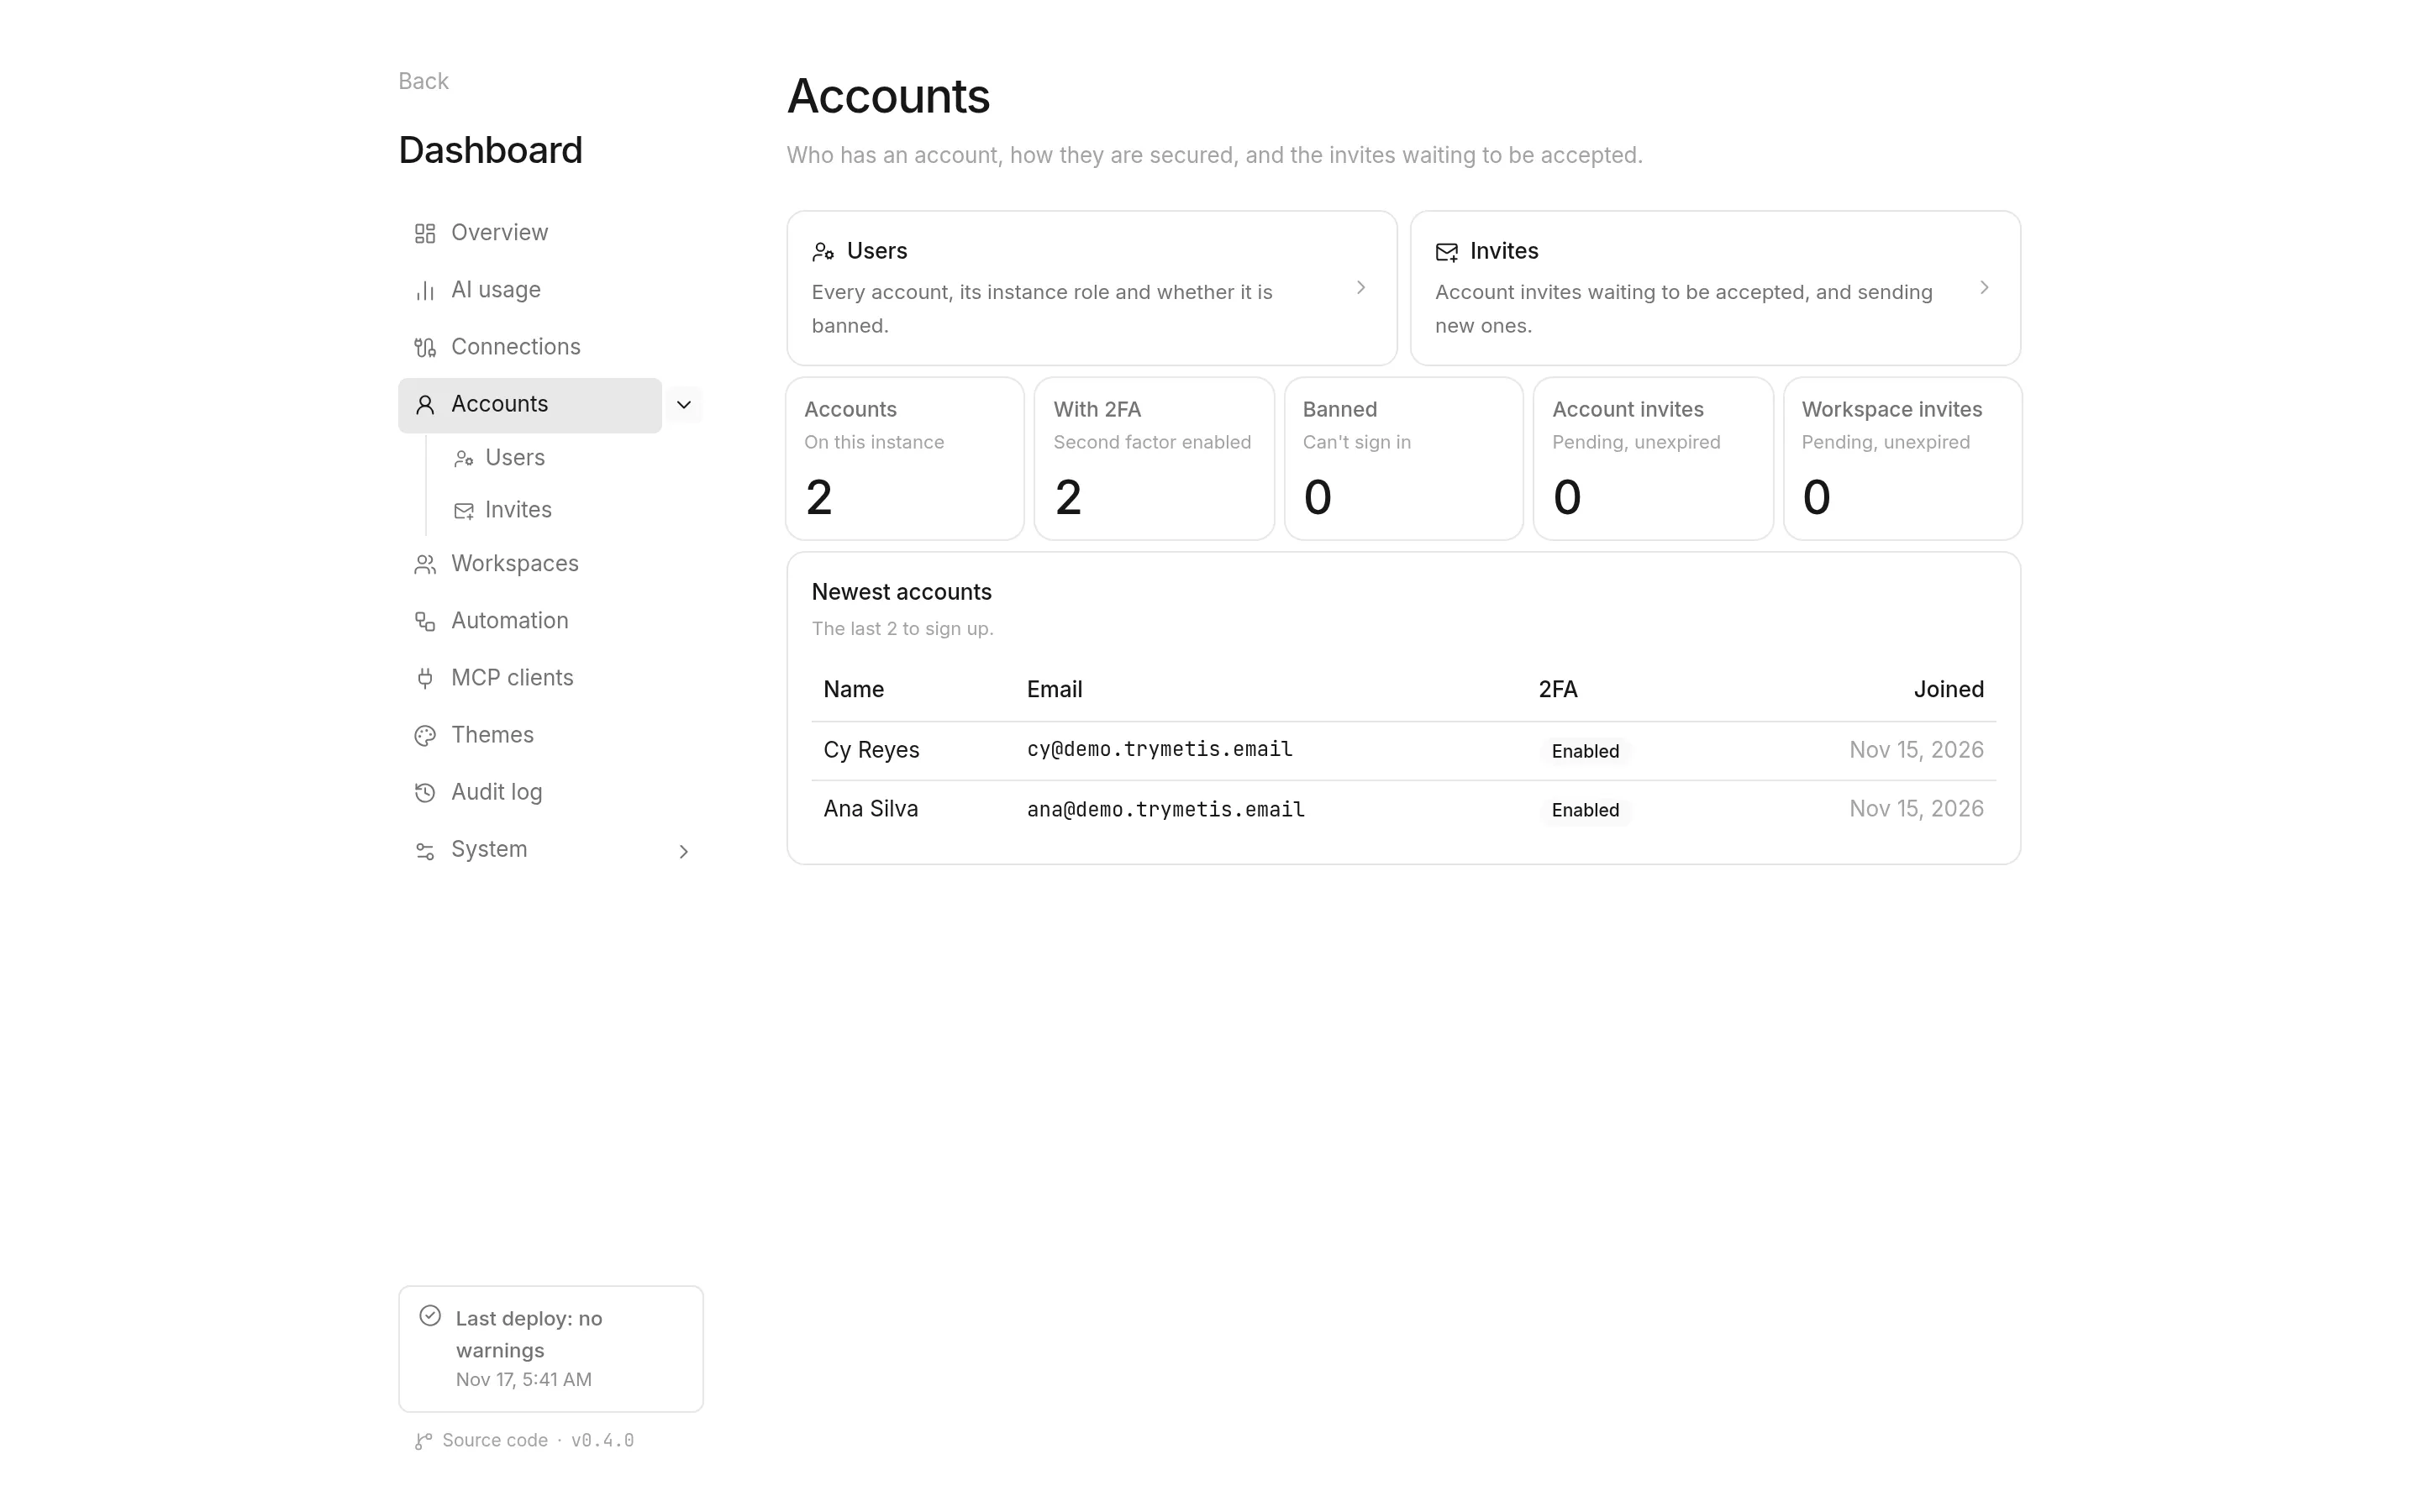 Back
Dashboard
Overview
AI usage
Connections
Accounts
Users
Invites
Workspaces
Automation
MCP clients
Themes
Audit log
System
Last deploy: no
warnings
Nov 17, 5:41 AM
Source code · v0.4.0
Accounts
Who has an account, how they are secured, and the invites waiting to be accepted.
Users
Every account, its instance role and whether it is
banned.
Invites
Account invites waiting to be accepted, and sending
new ones.
Accounts
On this instance
2
With 2FA
Second factor enabled
2
Banned
Can't sign in
0
Account invites
Pending, unexpired
0
Workspace invites
Pending, unexpired
0
Newest accounts
The last 2 to sign up.
Name Email 2FA Joined
Cy Reyes cy@demo.trymetis.email Enabled Nov 15, 2026
Ana Silva ana@demo.trymetis.email Enabled Nov 15, 2026